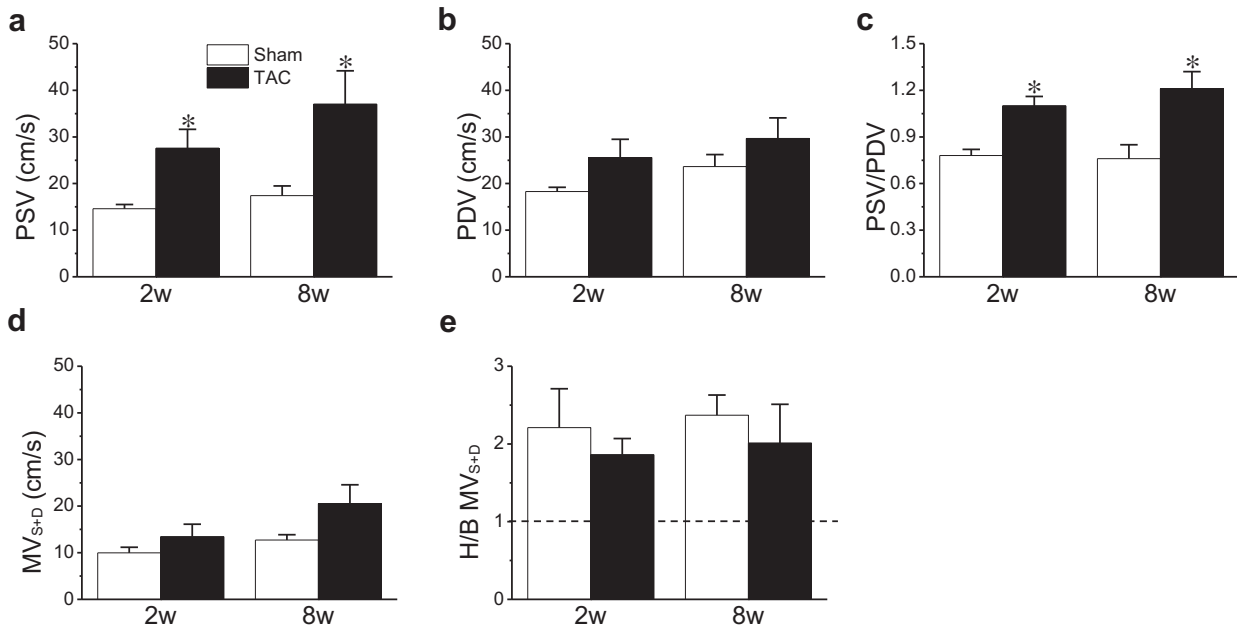 a
50
40
30
20
10
0
PSV (cm/s)
Sham
TAC
*
*
2w
8w
b
50
40
30
20
10
0
PDV (cm/s)
2w
8w
c
1.5
1.2
0.9
0.6
0.3
0.0
PSV/PDV
*
*
2w
8w
d
50
40
30
20
10
0
MVS+D (cm/s)
2w
8w
e
3
2
1
0
H/B MVS+D
2w
8w